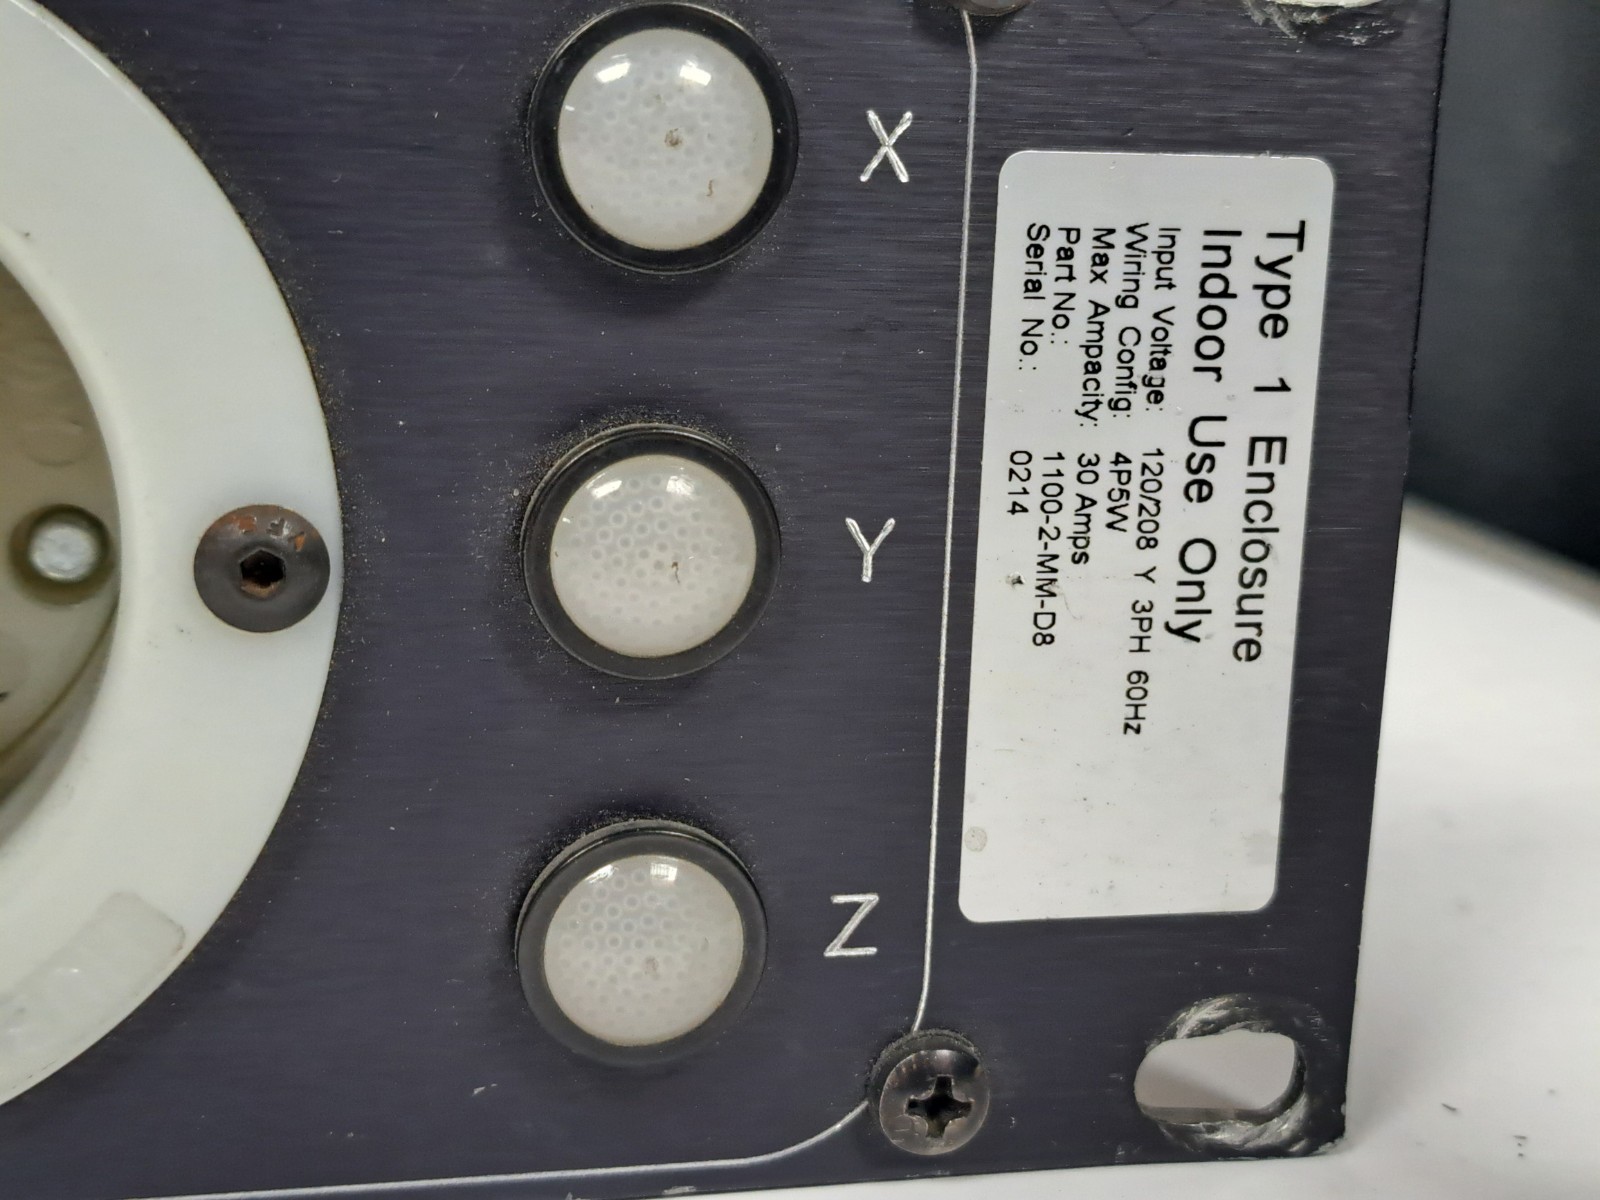 X
Y
Z
Type 1 Enclosure
Indoor Use Only
Input Voltage: 120/208 Y 3PH 60Hz
Wiring Config: 4P5W
Max Ampacity: 30 Amps
Part No.: 1100-2-MM-D8
Serial No.: 0214